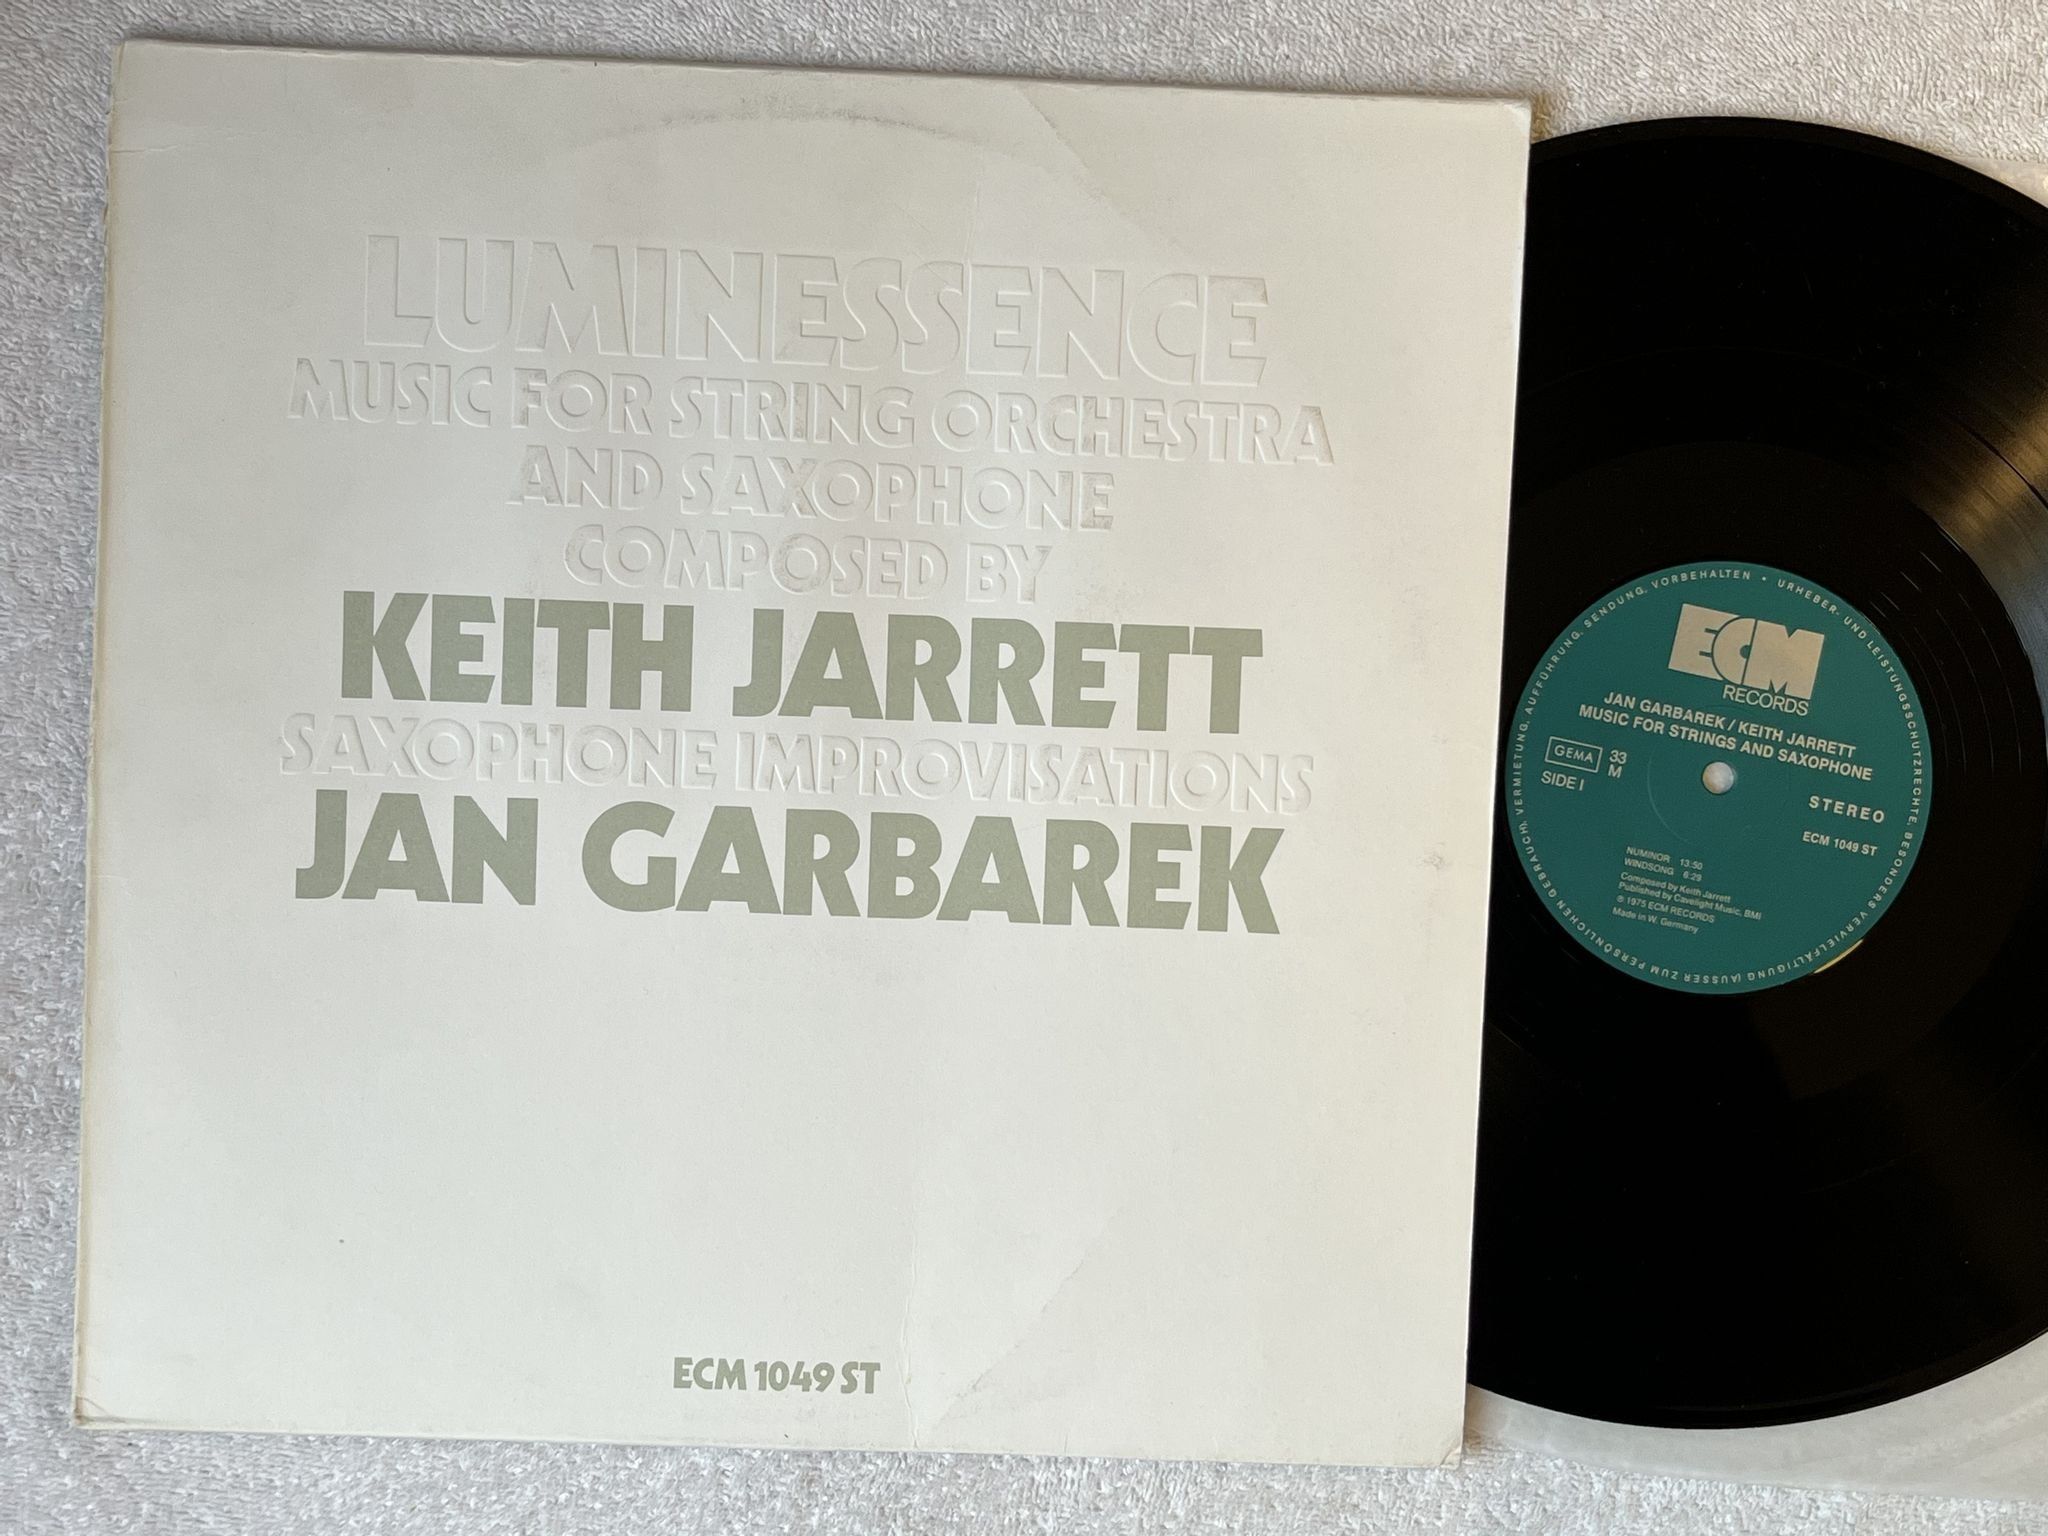 LUMINESSENCE
MUSIC FOR STRING ORCHESTRA
AND SAXOPHONE
COMPOSED BY
KEITH JARRETT
SAXOPHONE IMPROVISATIONS
JAN GARBAREK
ECM 1049 ST
ECM
RECORDS
JAN GARBAREK / KEITH JARRETT
MUSIC FOR STRINGS AND SAXOPHONE
GEMA 33
M
SIDE I
STEREO
ECM 1049 ST
NUMINOR 13:50
WINDSONG 6:29
Composed by Keith Jarrett
Published by Cavelight Music, BMI
℗ 1975 ECM RECORDS
Made in W. Germany
URHEBER- UND LEISTUNGSSCHUTZRECHTE, BESONDERS VERVIELFÄLTIGUNG (AUSSER ZUM PERSÖNLICHEN GEBRAUCH), VERMIETUNG, AUFFÜHRUNG, SENDUNG, VORBEHALTEN •